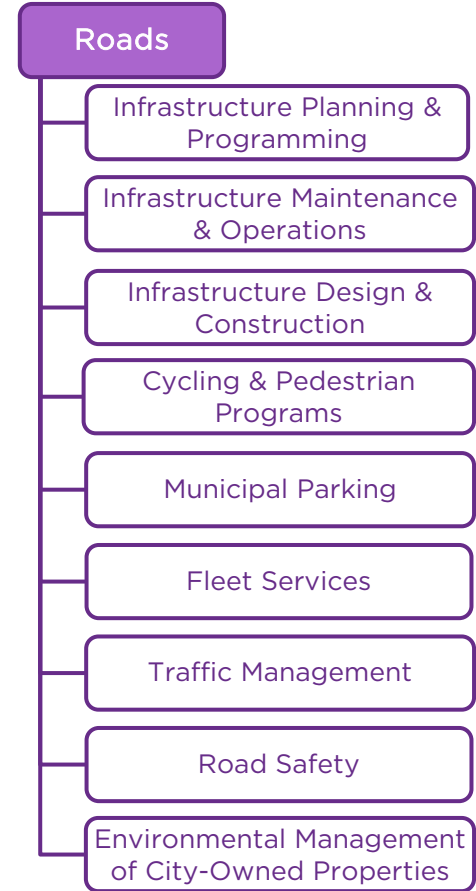 Roads
Infrastructure Planning &
Programming
Infrastructure Maintenance
& Operations
Infrastructure Design &
Construction
Cycling & Pedestrian
Programs
Municipal Parking
Fleet Services
Traffic Management
Road Safety
Environmental Management
of City-Owned Properties